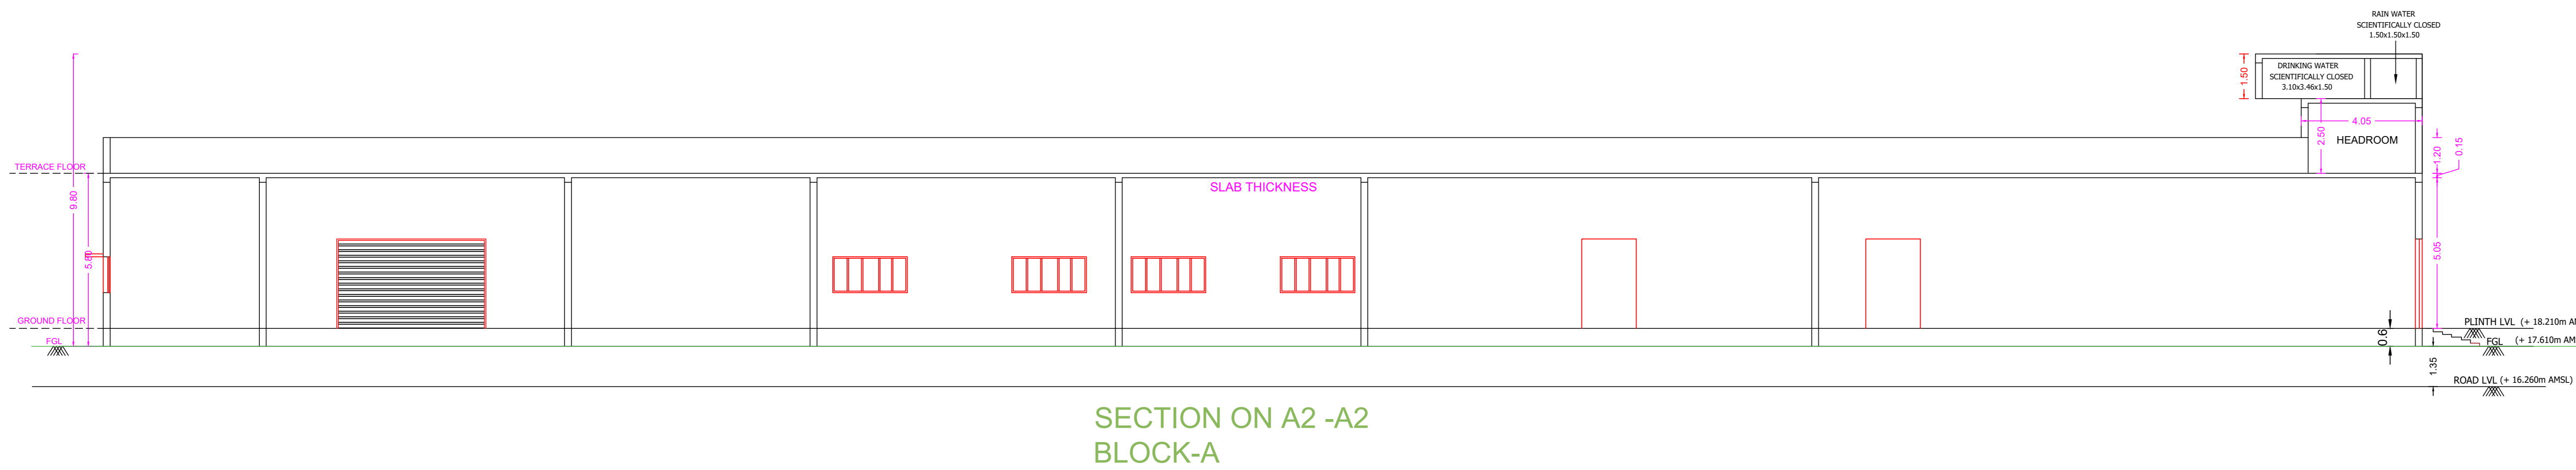 RAIN WATER
SCIENTIFICALLY CLOSED
1.50x1.50x1.50
DRINKING WATER
SCIENTIFICALLY CLOSED
3.10x3.46x1.50
1.50
4.05
2.50
HEADROOM
1.20
0.15
TERRACE FLOOR
9.80
5.80
SLAB THICKNESS
5.05
GROUND FLOOR
FGL
0.6
PLINTH LVL (+ 18.210m AM
FGL (+ 17.610m AM
1.35
ROAD LVL (+ 16.260m AMSL)
SECTION ON A2 -A2
BLOCK-A